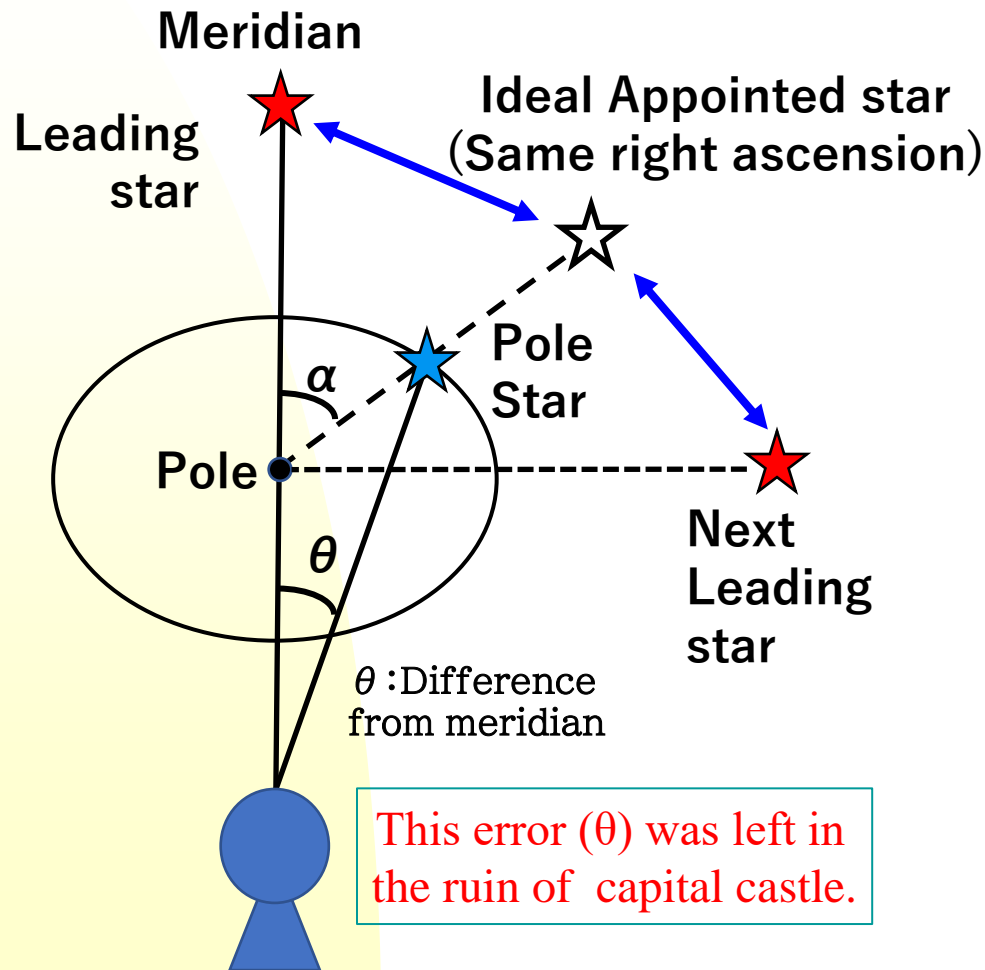 Meridian
Leading
star
Ideal Appointed star
(Same right ascension)
Pole
Star
α
Pole
θ
Next
Leading
star
θ:Difference
from meridian
This error (θ) was left in
the ruin of capital castle.